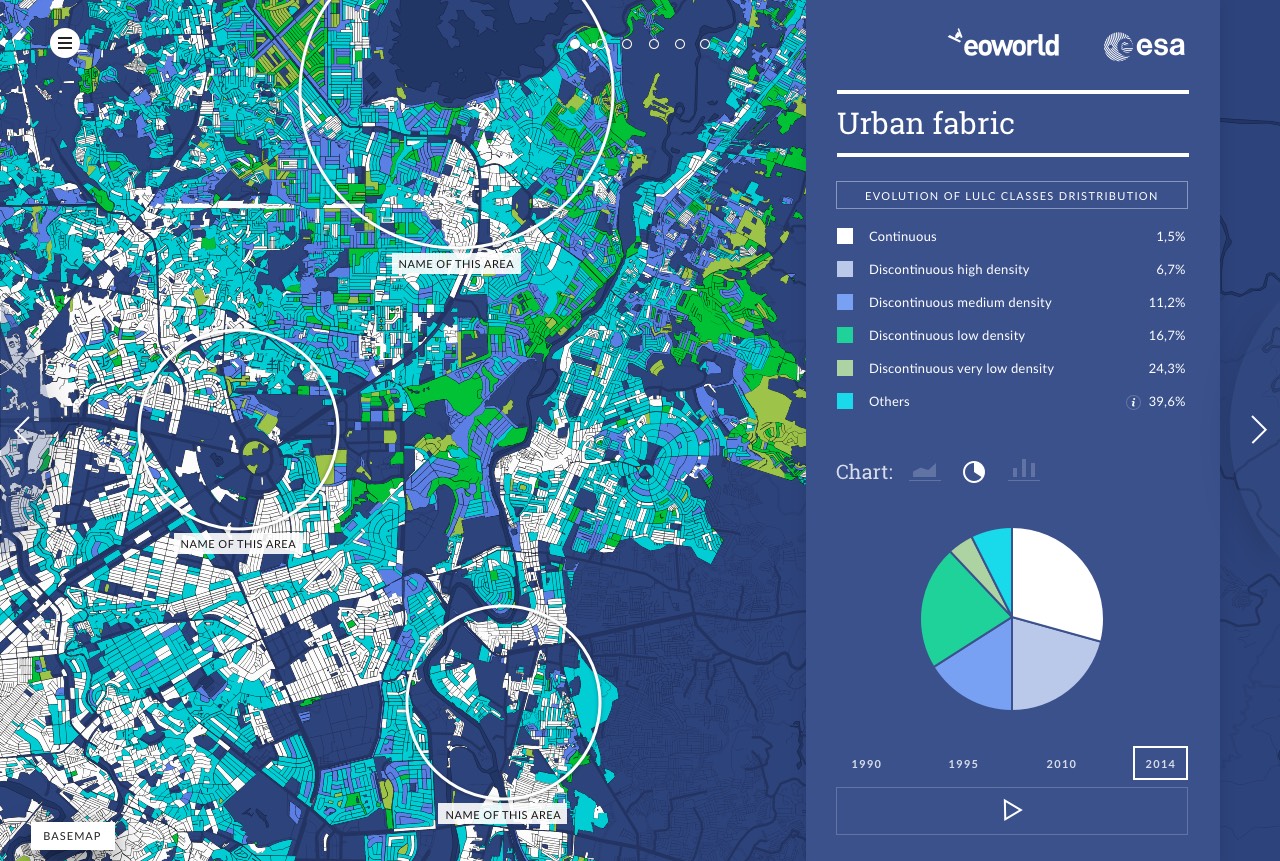 eoworld
esa
Urban fabric
EVOLUTION OF LULC CLASSES DRISTRIBUTION
Continuous 1,5%
Discontinuous high density 6,7%
Discontinuous medium density 11,2%
Discontinuous low density 16,7%
Discontinuous very low density 24,3%
Others i 39,6%
Chart:
1990 1995 2010 2014
NAME OF THIS AREA
NAME OF THIS AREA
NAME OF THIS AREA
BASEMAP